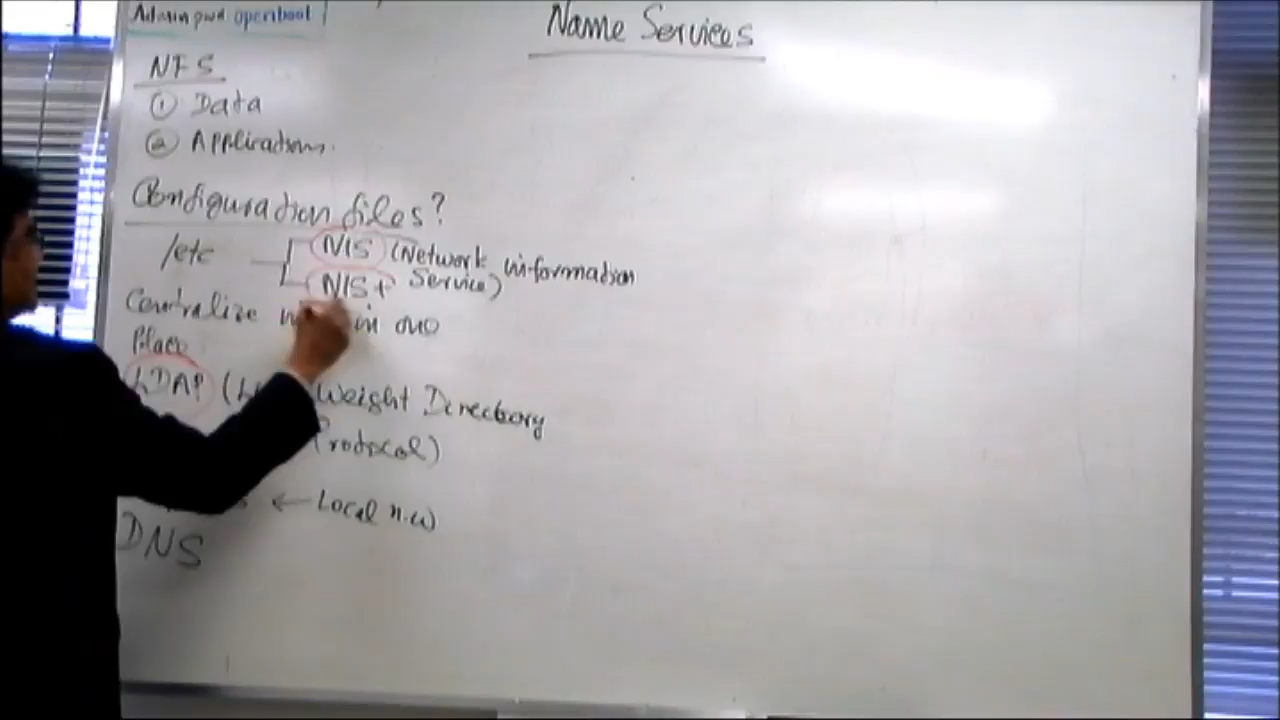 Admin pwd openboot
Name Services
NFS
① Data
② Applications.
Configuration files?
/etc NIS (Network information
NIS+ Service)
Centralize in one
Place
LDAP ( Weight Directory
Protocol)
← Local n.w
DNS